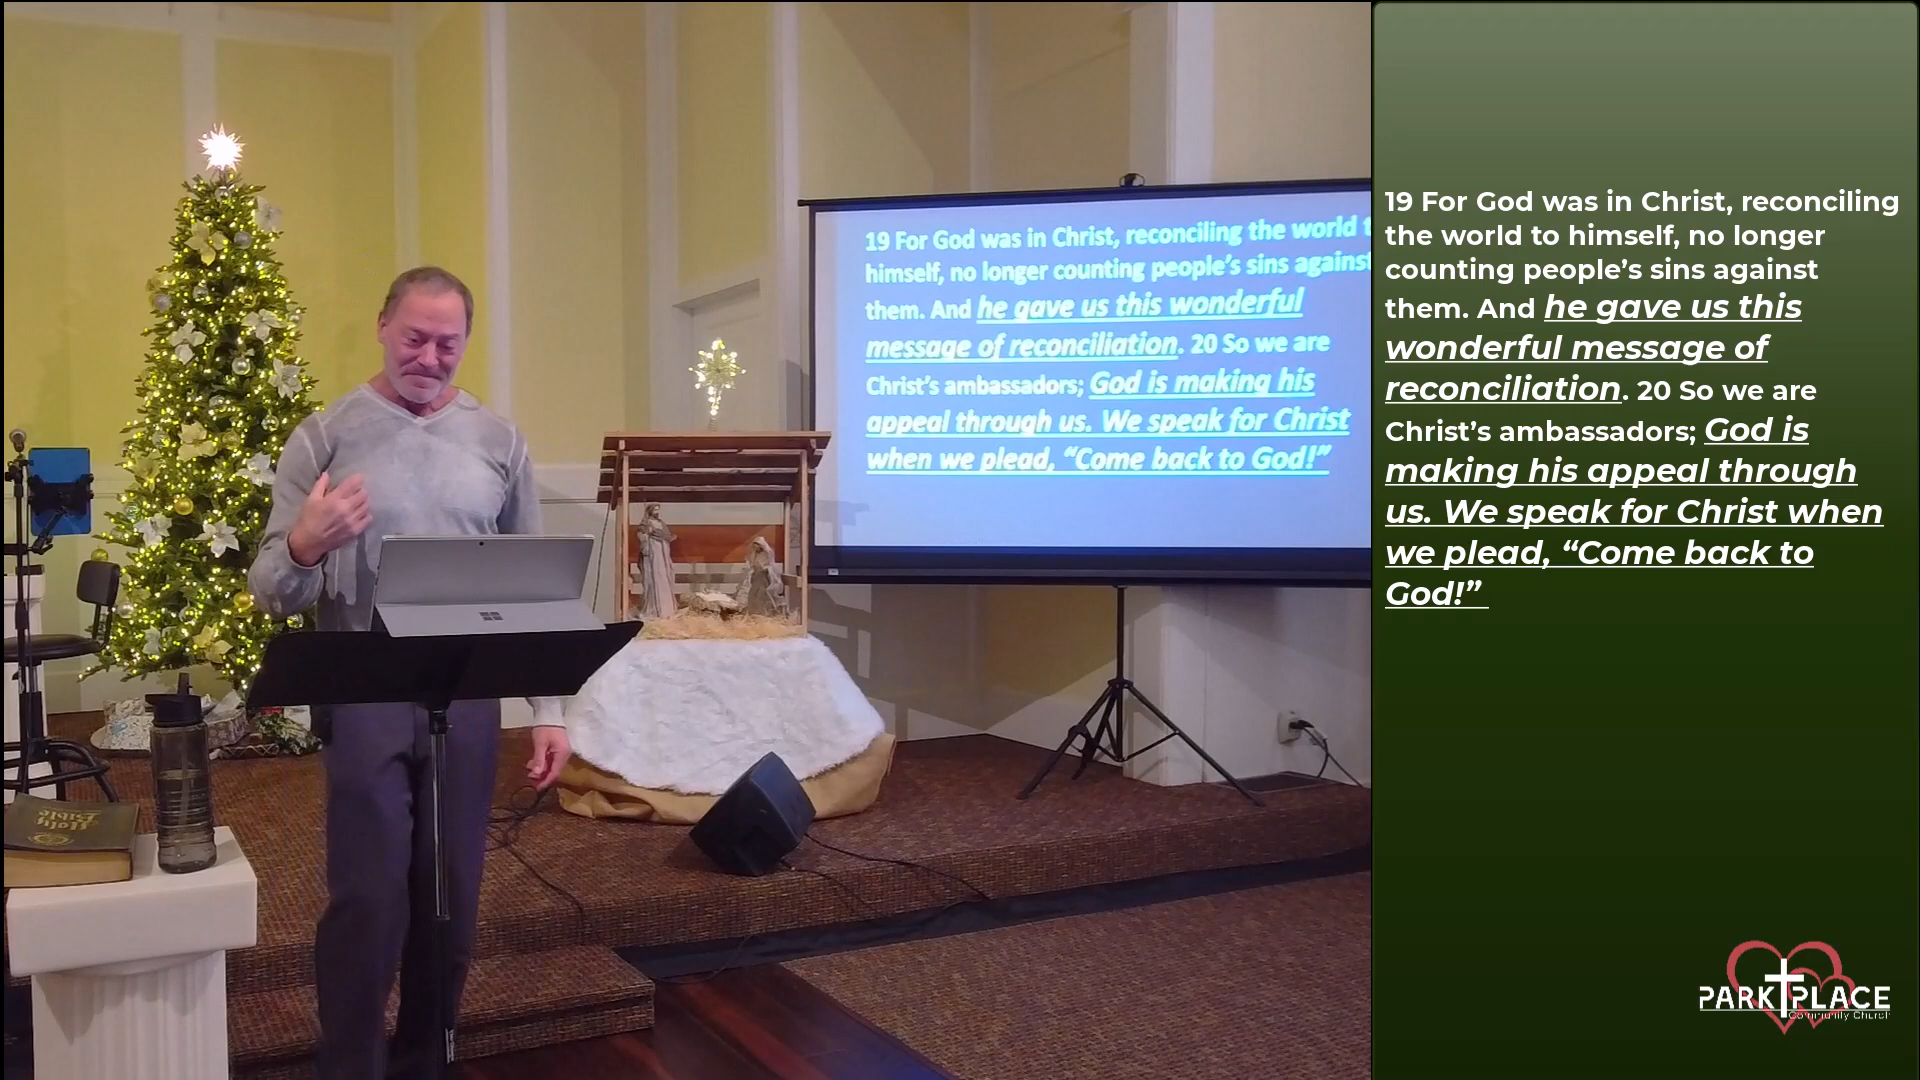 19 For God was in Christ, reconciling the world t
himself, no longer counting people's sins against
them. And he gave us this wonderful
message of reconciliation. 20 So we are
Christ's ambassadors; God is making his
appeal through us. We speak for Christ
when we plead, “Come back to God!”
Holy
Bible
19 For God was in Christ, reconciling
the world to himself, no longer
counting people’s sins against
them. And he gave us this
wonderful message of
reconciliation. 20 So we are
Christ’s ambassadors; God is
making his appeal through
us. We speak for Christ when
we plead, “Come back to
God!”
PARK PLACE
Community Church